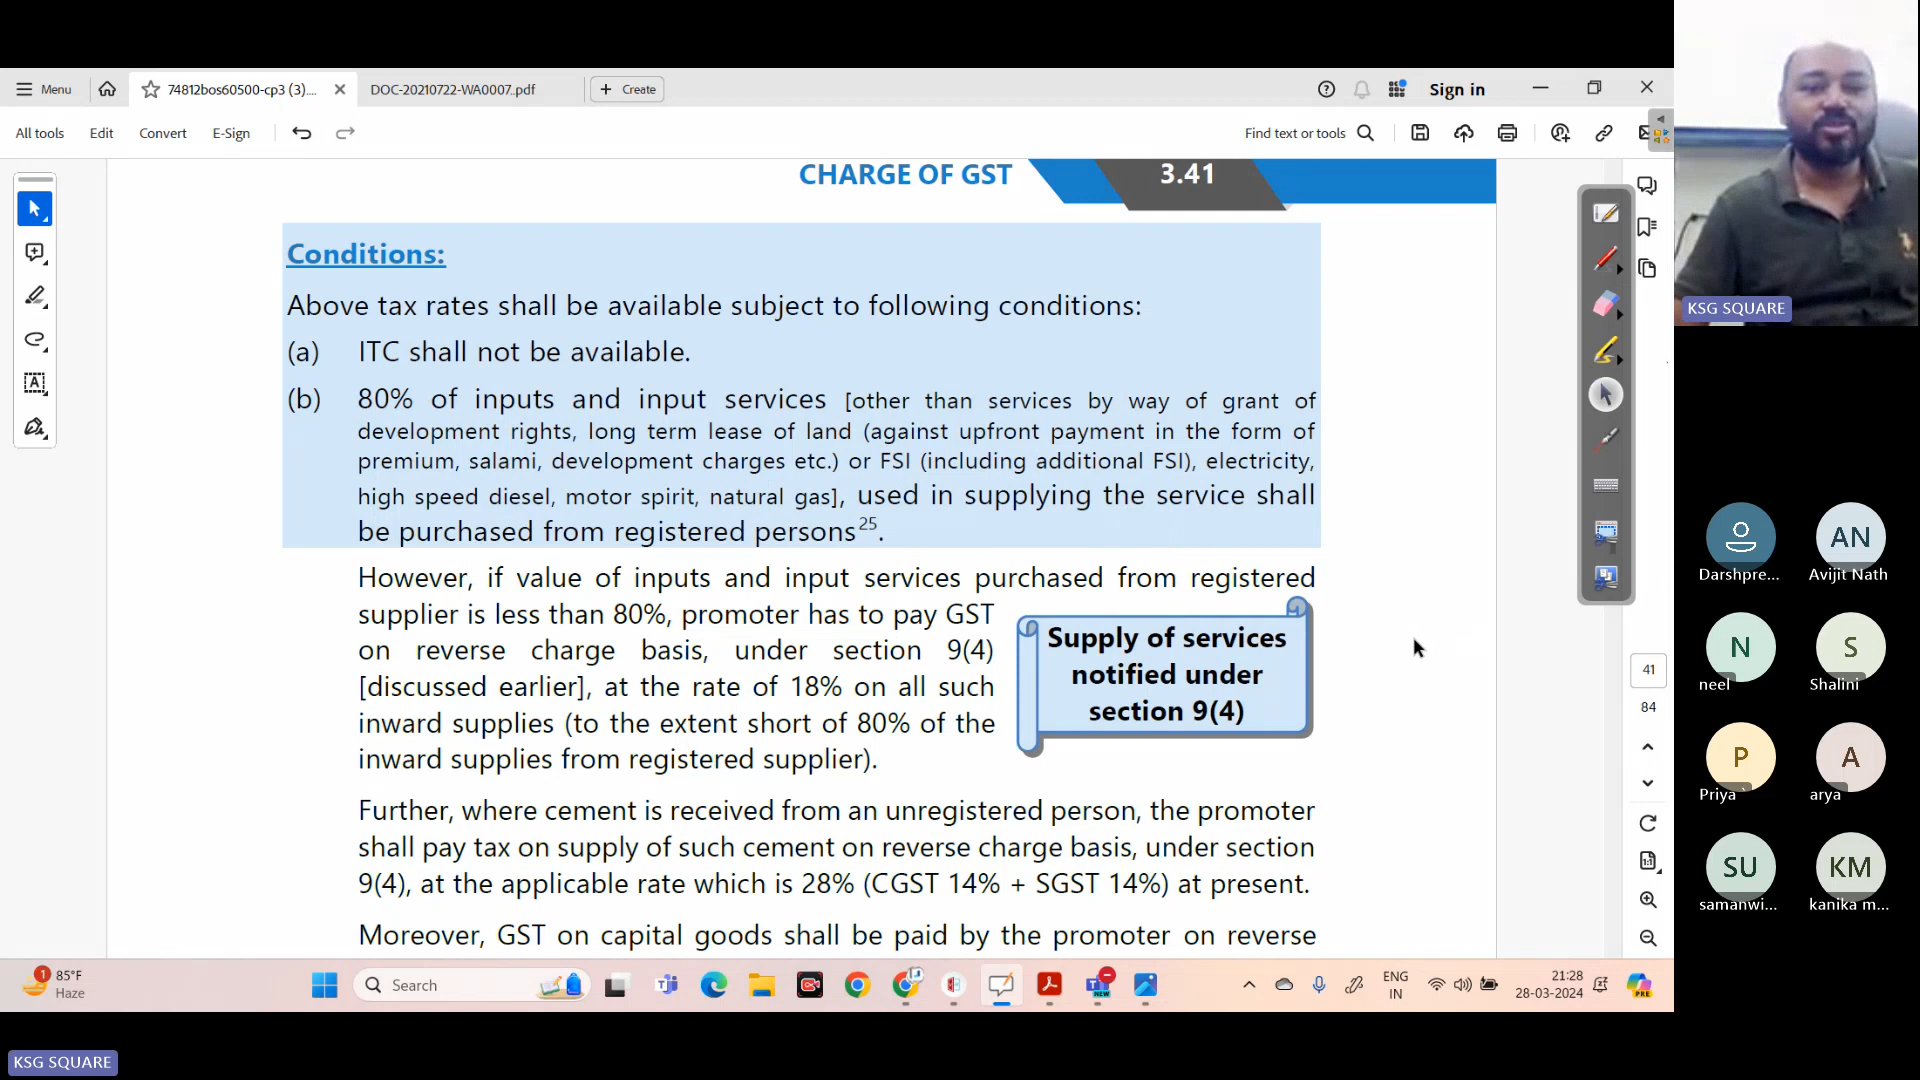 Menu
74812bos60500-cp3 (3)....
DOC-20210722-WA0007..pdf
Create
Sign in
All tools
Edit
Convert
E-Sign
Find text or tools
CHARGE OF GST
3.41
Conditions:
Above tax rates shall be available subject to following conditions:
(a) ITC shall not be available.
(b) 80% of inputs and input services [other than services by way of grant of
development rights, long term lease of land (against upfront payment in the form of
premium, salami, development charges etc.) or FSI (including additional FSI), electricity,
high speed diesel, motor spirit, natural gas], used in supplying the service shall
be purchased from registered persons25.
However, if value of inputs and input services purchased from registered
supplier is less than 80%, promoter has to pay GST
on reverse charge basis, under section 9(4)
[discussed earlier], at the rate of 18% on all such
inward supplies (to the extent short of 80% of the
inward supplies from registered supplier).
Supply of services
notified under
section 9(4)
Further, where cement is received from an unregistered person, the promoter
shall pay tax on supply of such cement on reverse charge basis, under section
9(4), at the applicable rate which is 28% (CGST 14% + SGST 14%) at present.
Moreover, GST on capital goods shall be paid by the promoter on reverse
41
84
1
85°F
Haze
Search
NEW
ENG
IN
21:28
28-03-2024
PRE
KSG SQUARE
Darshpre...
AN
Avijit Nath
N
neel
S
Shalini
P
Priya `
A
arya
SU
samanwi...
KM
kanika m...
KSG SQUARE